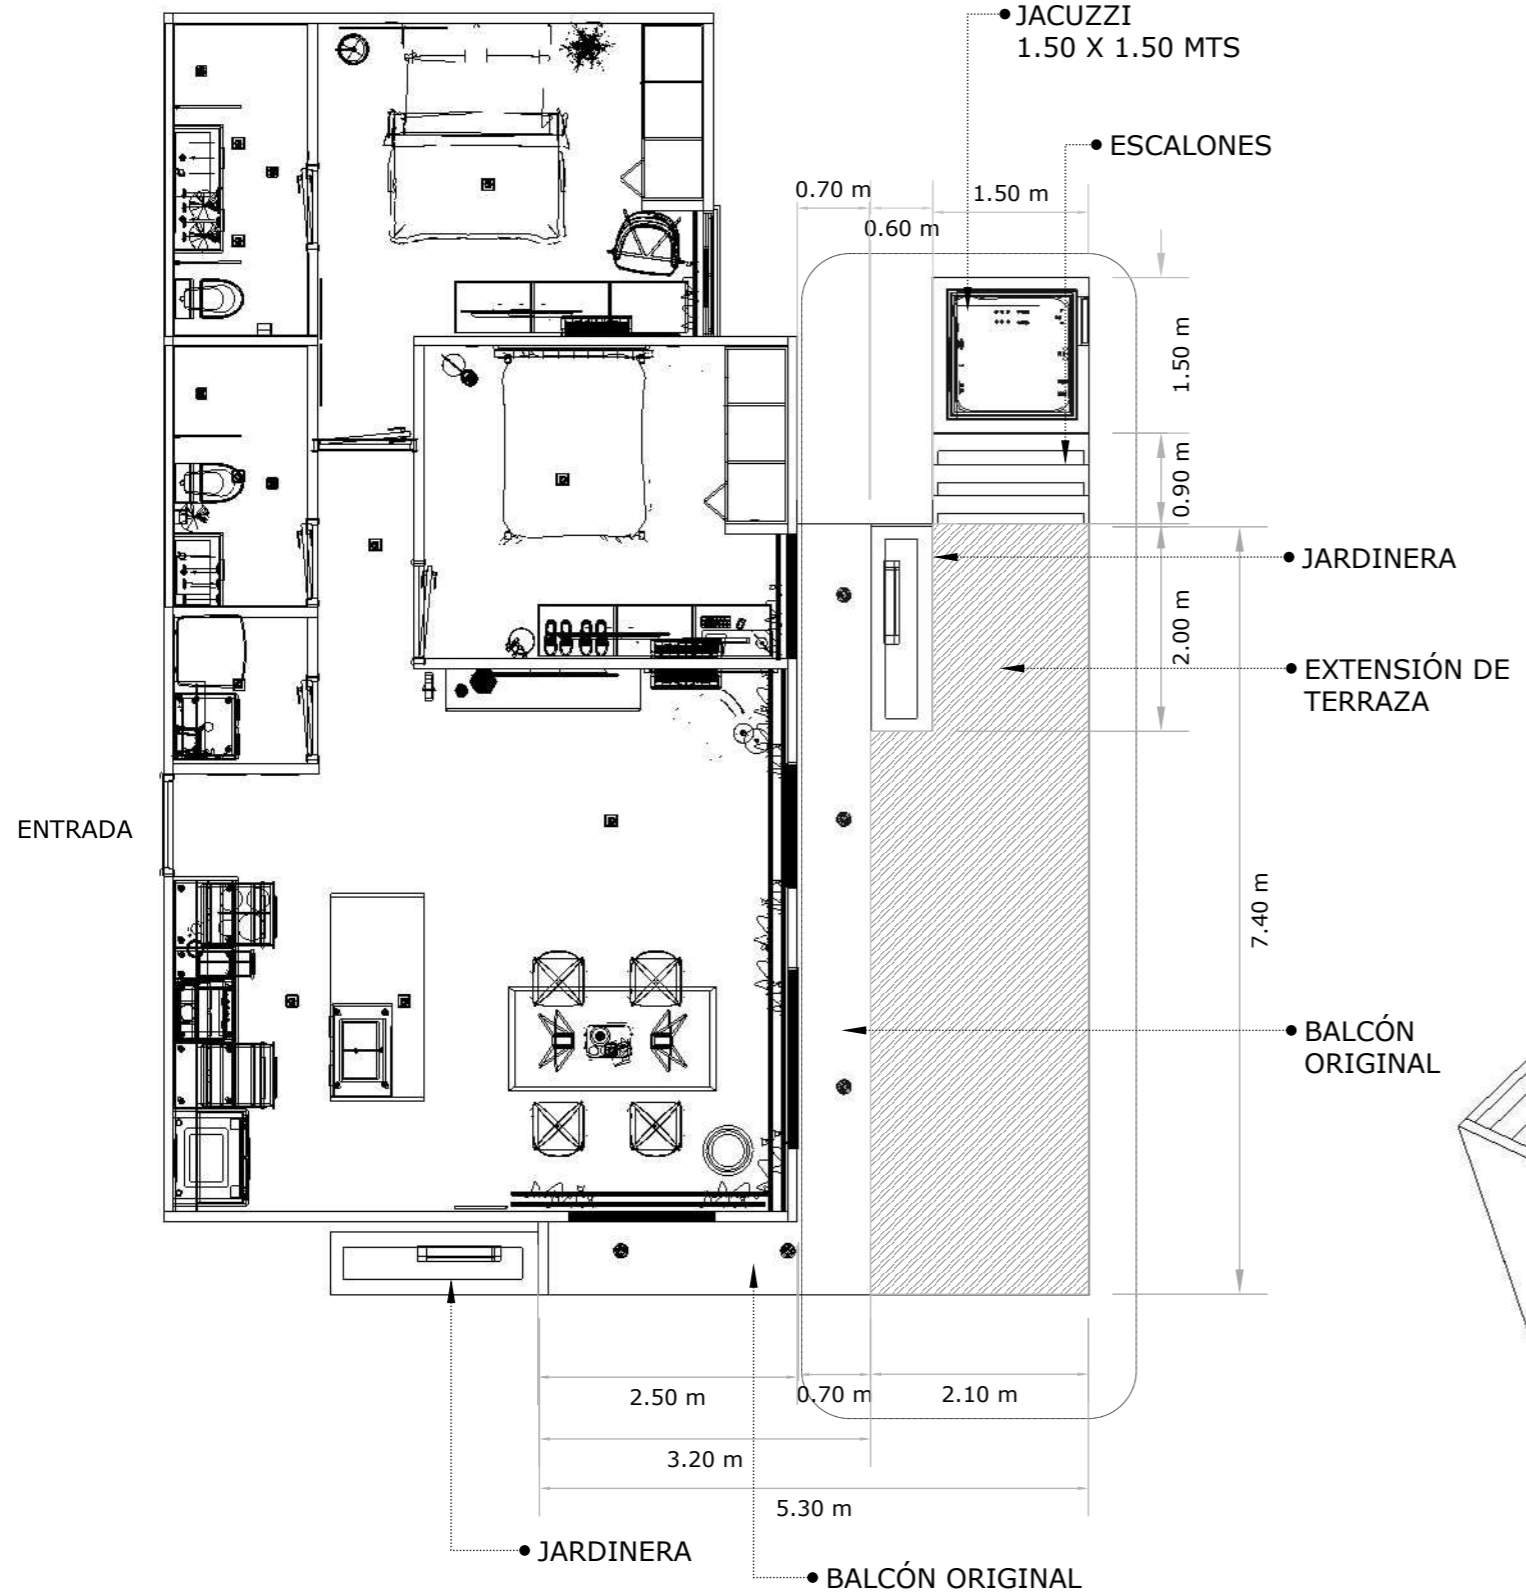 JACUZZI
1.50 X 1.50 MTS
ESCALONES
0.70 m
1.50 m
0.60 m
1.50 m
0.90 m
JARDINERA
2.00 m
EXTENSIÓN DE
TERRAZA
ENTRADA
7.40 m
BALCÓN
ORIGINAL
2.50 m
0.70 m
2.10 m
3.20 m
5.30 m
JARDINERA
BALCÓN ORIGINAL